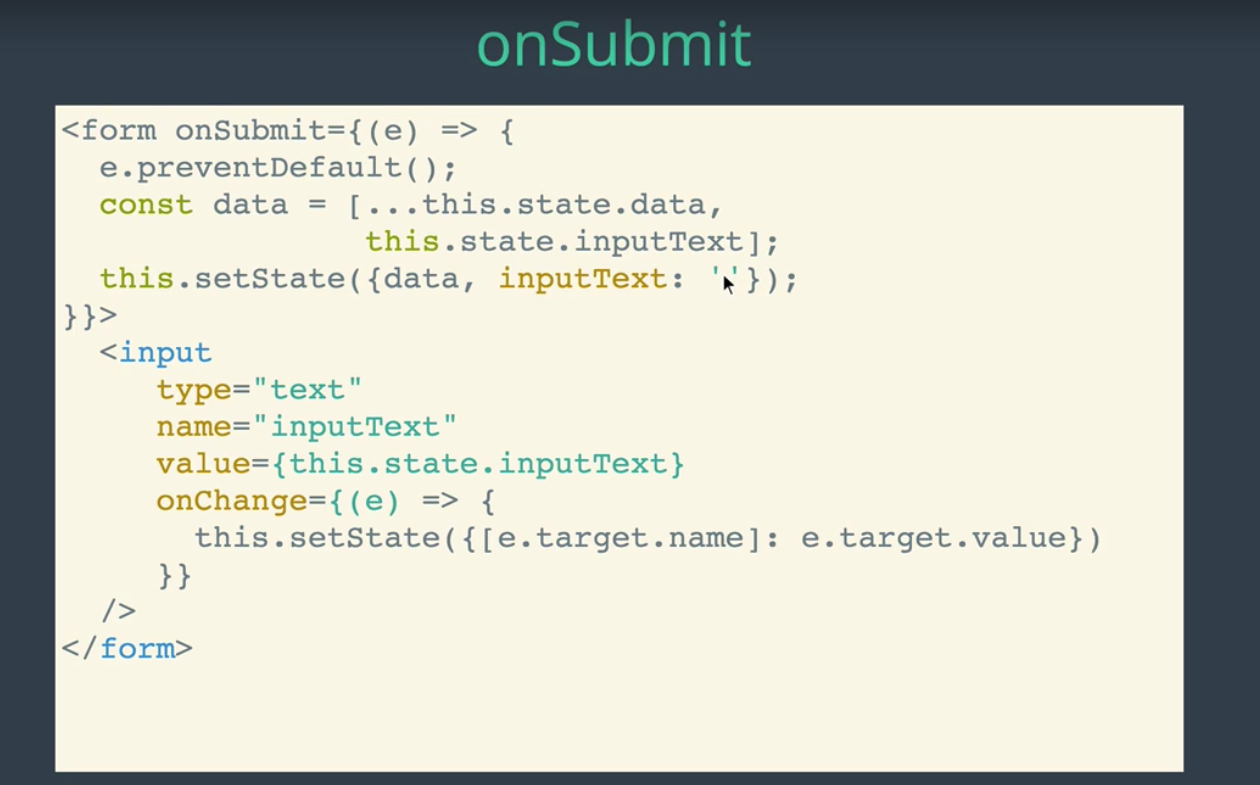 onSubmit
<form onSubmit={(e) => {
e.preventDefault();
const data = [...this.state.data,
this.state.inputText];
this.setState({data, inputText: ''});
}}>
<input
type="text"
name="inputText"
value={this.state.inputText}
onChange={(e) => {
this.setState({[e.target.name]: e.target.value})
}}
/>
</form>